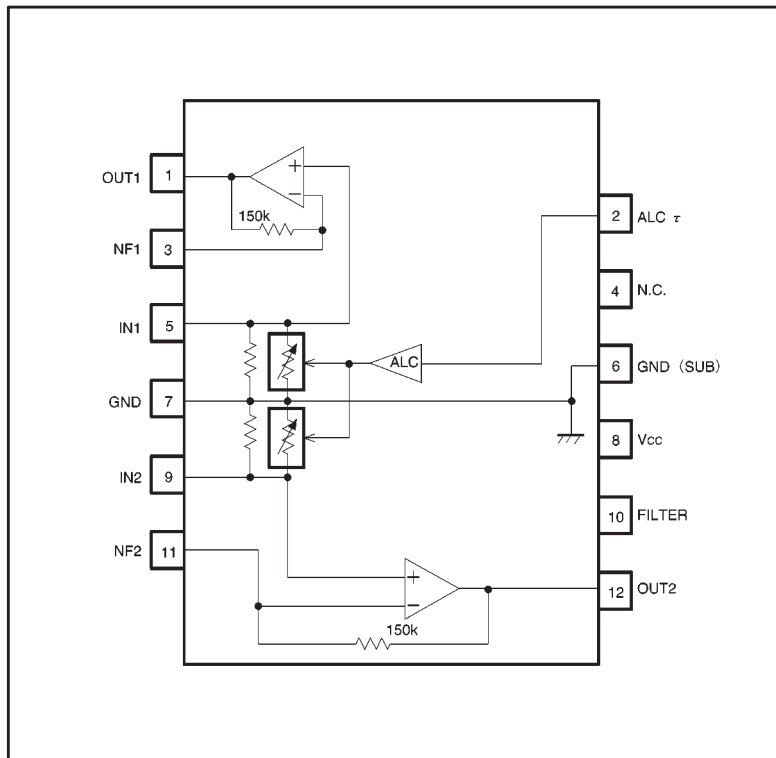 OUT1 1
150k
NF1 3
2 ALC τ
4 N.C.
IN1 5
ALC
6 GND (SUB)
GND 7
8 Vcc
IN2 9
10 FILTER
NF2 11
12 OUT2
150k